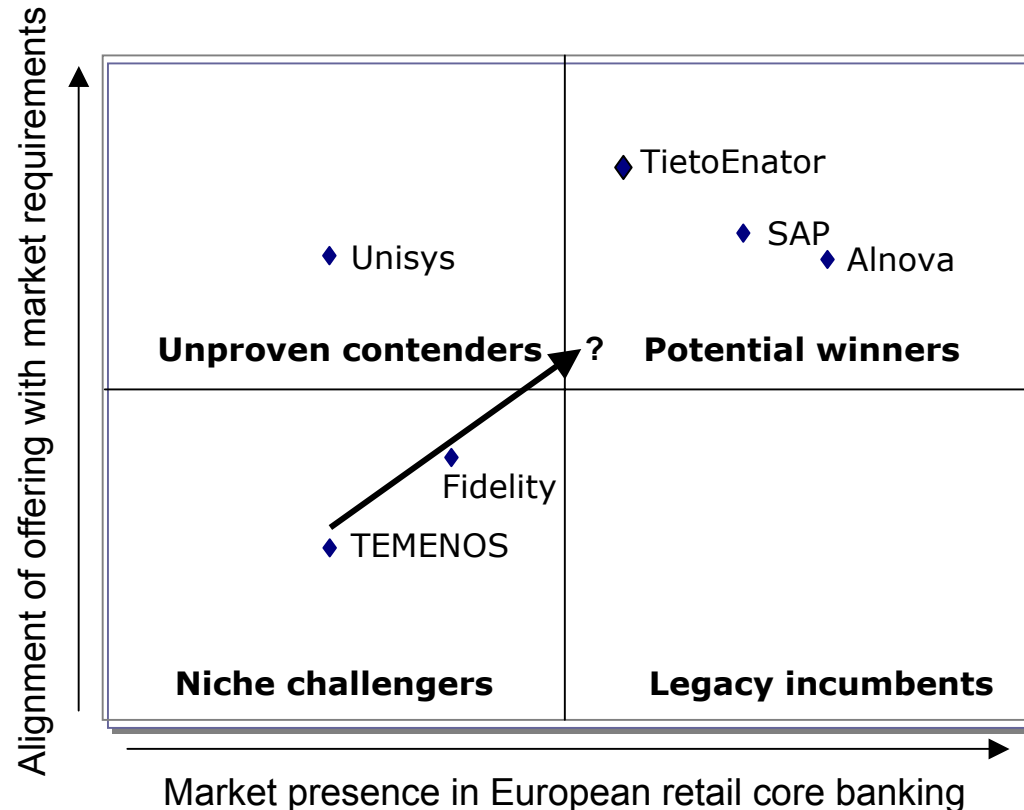 Alignment of offering with market requirements
TietoEnator
SAP
Unisys
Alnova
Unproven contenders
?
Potential winners
Fidelity
TEMENOS
Niche challengers
Legacy incumbents
Market presence in European retail core banking